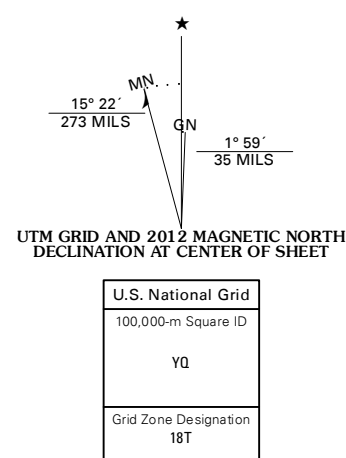 ★
MN
15° 22´
273 MILS
GN
1° 59´
35 MILS
UTM GRID AND 2012 MAGNETIC NORTH
DECLINATION AT CENTER OF SHEET
U.S. National Grid
100,000-m Square ID
YQ
Grid Zone Designation
18T